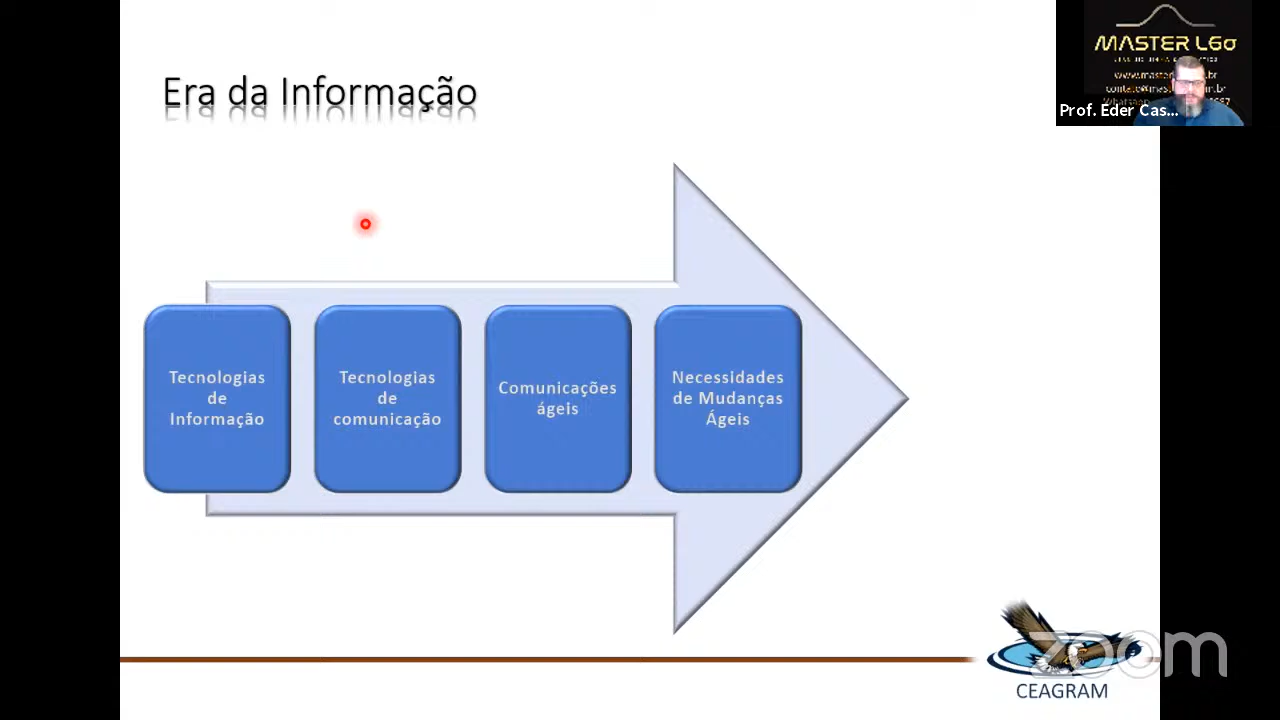 Era da Informação
MASTER L6σ
Prof. Eder Cas...
Tecnologias
de
Informação
Tecnologias
de
comunicação
Comunicações
ágeis
Necessidades
de Mudanças
Ágeis
zoom
CEAGRAM